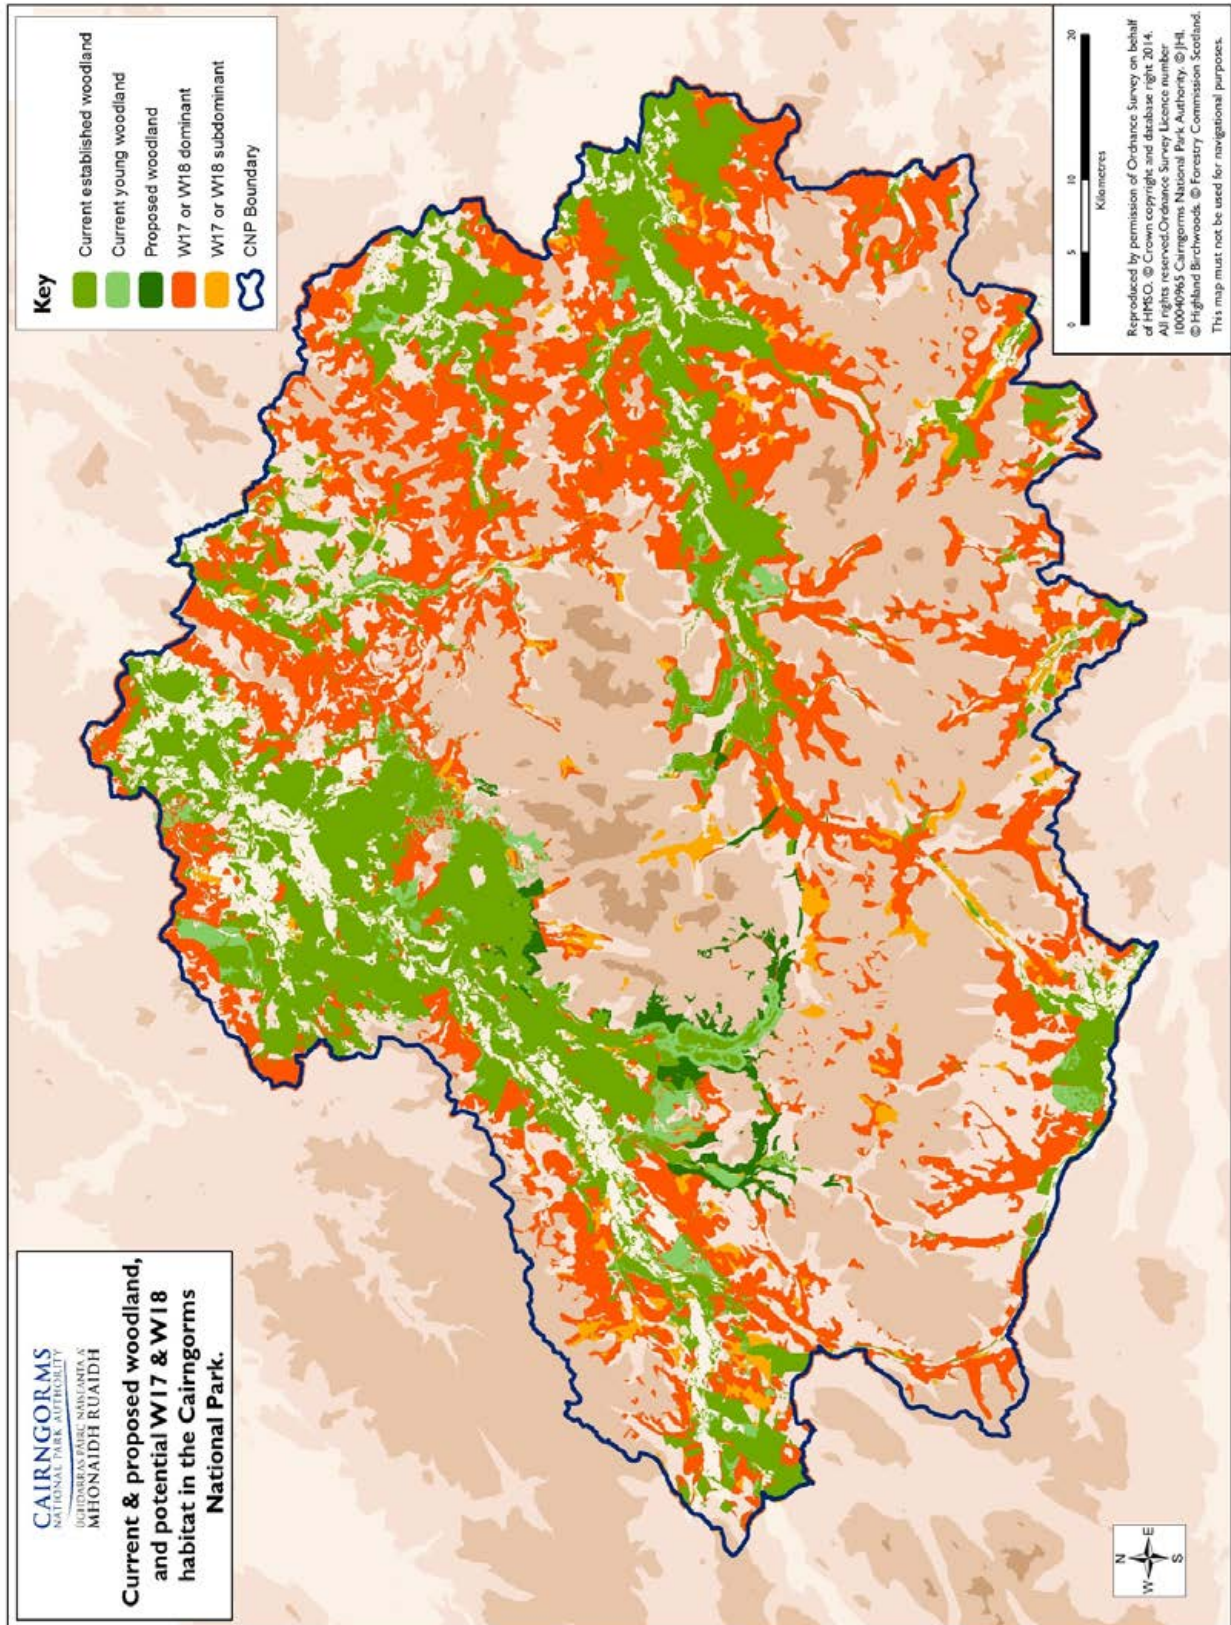 CAIRNGORMS
NATIONAL PARK AUTHORITY
ÙGHDARRAS PÀIRC NÀISEANTA A'
MHONAIDH RUAIDH
Current & proposed woodland,
and potential W17 & W18
habitat in the Cairngorms
National Park.
Key
Current established woodland
Current young woodland
Proposed woodland
W17 or W18 dominant
W17 or W18 subdominant
CNP Boundary
N
W E
S
0 5 10 20
Kilometres
Reproduced by permission of Ordnance Survey on behalf
of HMSO. © Crown copyright and database right 2014.
All rights reserved.Ordnance Survey Licence number
100040965 Cairngorms National Park Authority. © JHI.
© Highland Birchwoods. © Forestry Commission Scotland.
This map must not be used for navigational purposes.